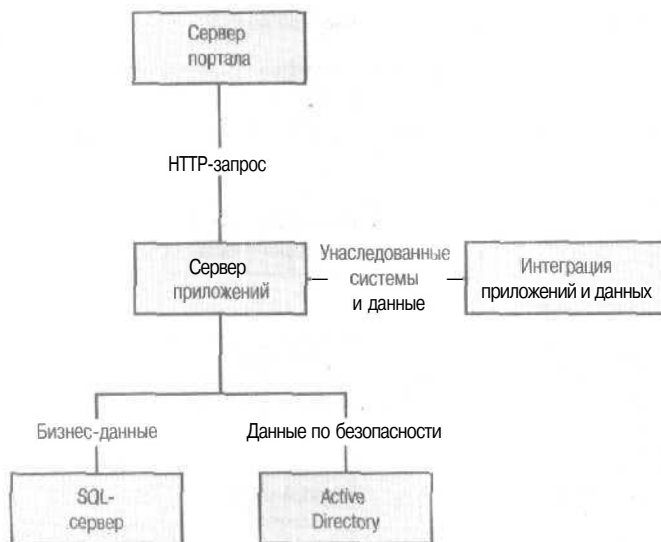 Сервер
портала
HTTP-запрос
Сервер
приложений
Унаследованные
системы
и данные
Интеграция
приложений и данных
Бизнес-данные
Данные по безопасности
SQL-
сервер
Active
Directory